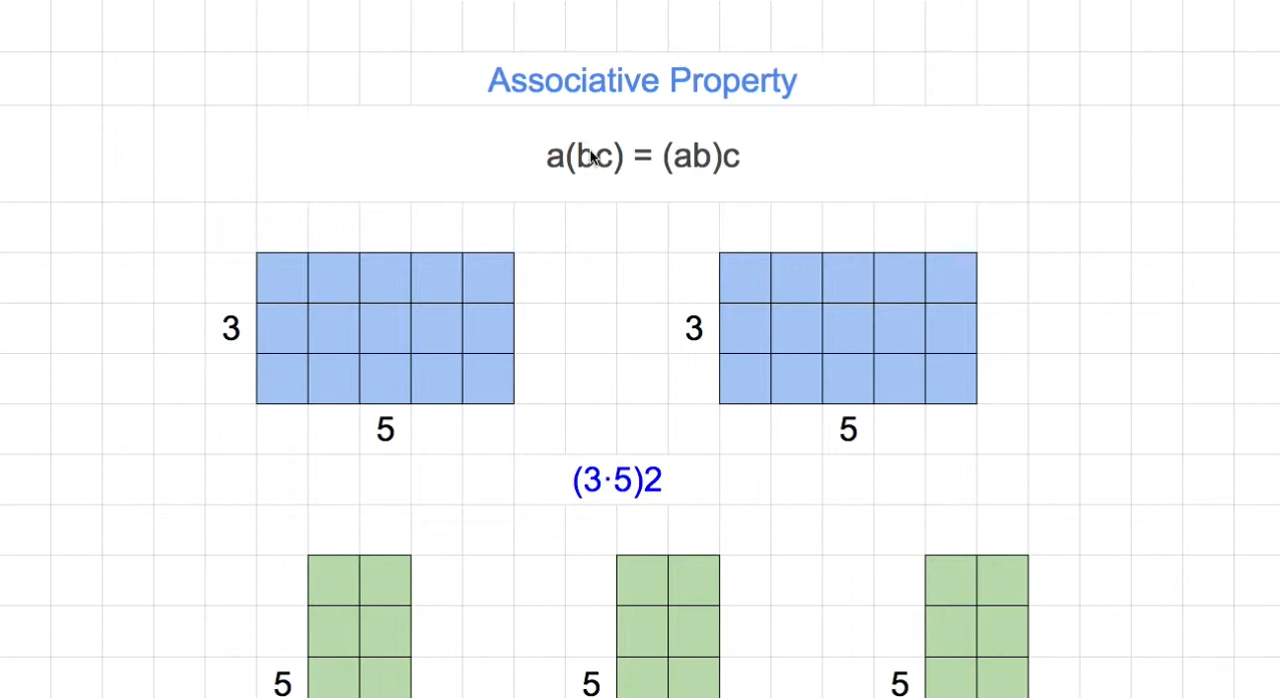 Associative Property
a(bc) = (ab)c
3 3
5 5
(3·5)2
5 5 5